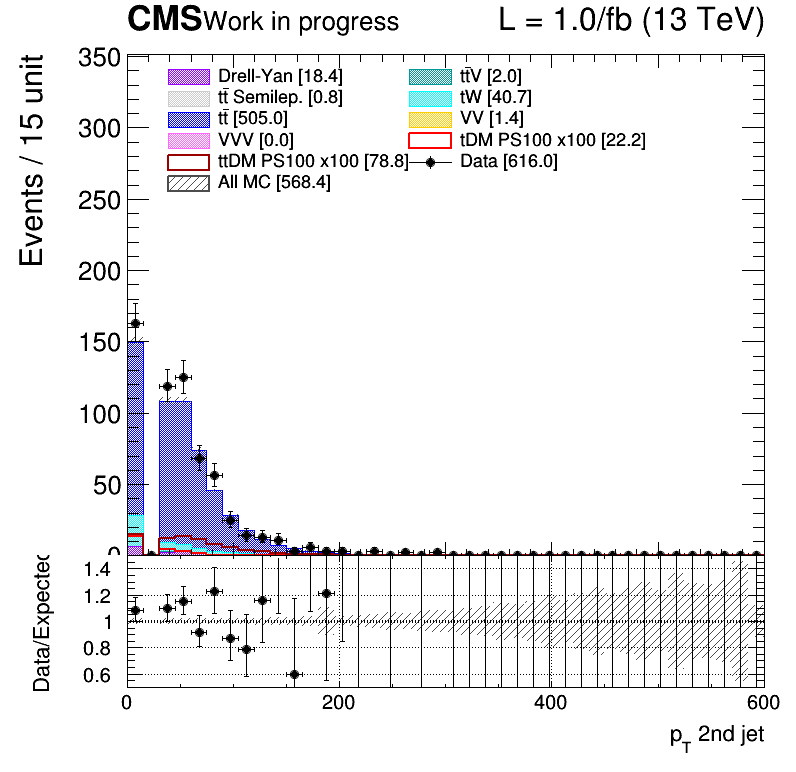 CMS Work in progress L = 1.0/fb (13 TeV)
Events / 15 unit
350
300
250
200
150
100
50
0
Drell-Yan [18.4] tt̄V [2.0]
tt̄ Semilep. [0.8] tW [40.7]
tt̄ [505.0] VV [1.4]
VVV [0.0] tDM PS100 x100 [22.2]
ttDM PS100 x100 [78.8] Data [616.0]
All MC [568.4]
Data/Expected
1.4
1.2
1
0.8
0.6
0 200 400 600
p_T 2nd jet